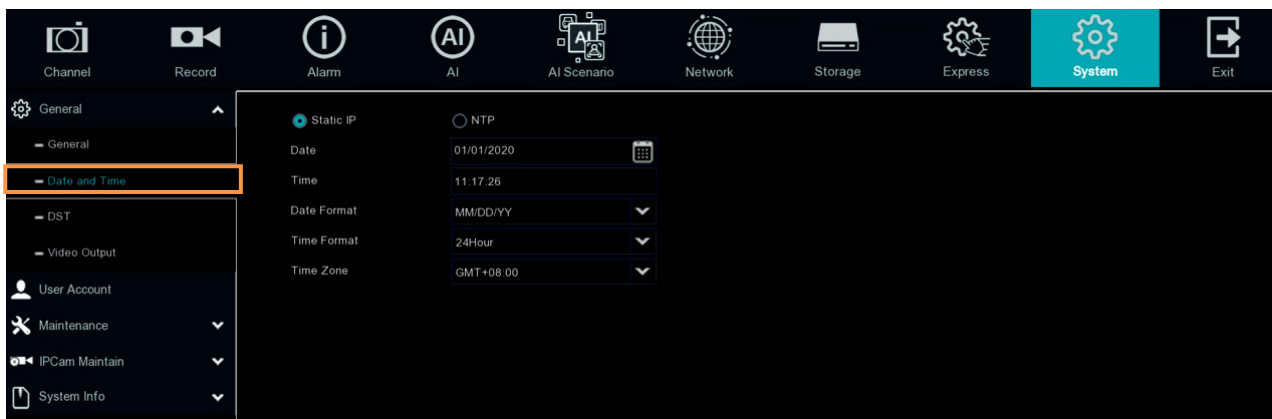 Channel
Record
Alarm
AI
AI
AI Scenario
Network
Storage
Express
System
Exit
General
General
Date and Time
DST
Video Output
User Account
Maintenance
IPCam Maintain
System Info
Static IP NTP
Date 01/01/2020
Time 11:17:26
Date Format MM/DD/YY
Time Format 24Hour
Time Zone GMT+08:00